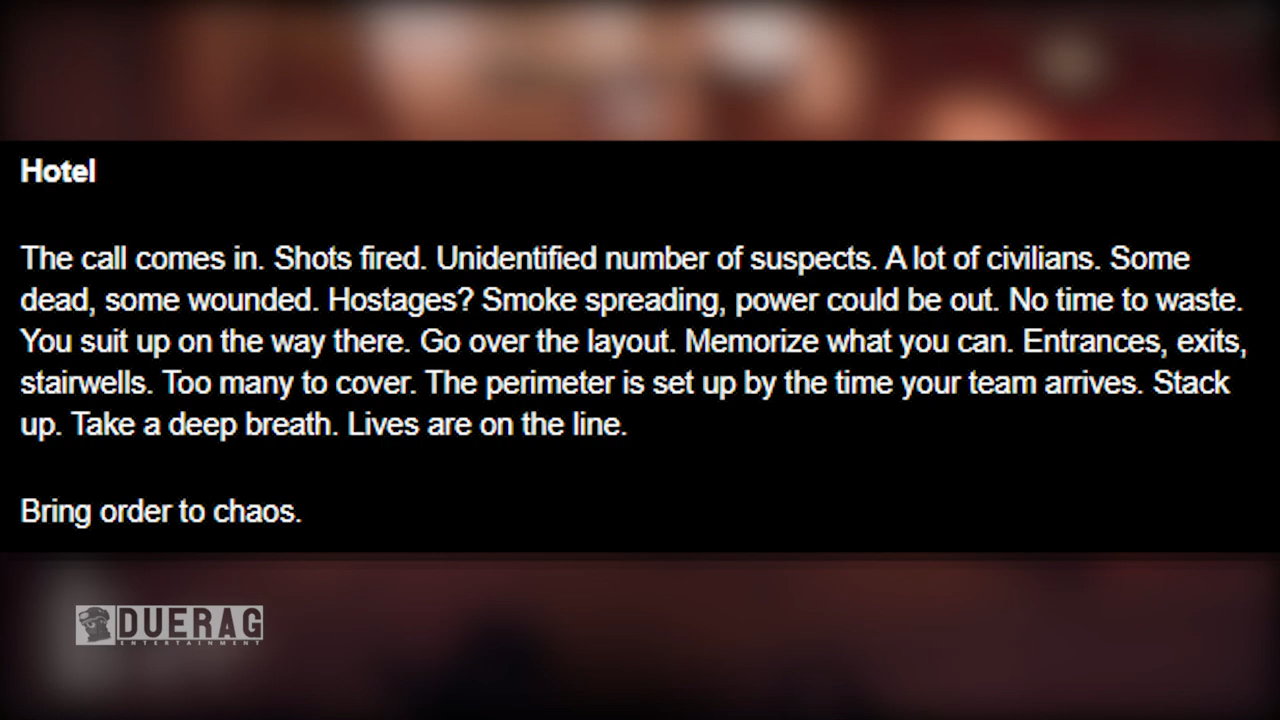 Hotel
The call comes in. Shots fired. Unidentified number of suspects. A lot of civilians. Some
dead, some wounded. Hostages? Smoke spreading, power could be out. No time to waste.
You suit up on the way there. Go over the layout. Memorize what you can. Entrances, exits,
stairwells. Too many to cover. The perimeter is set up by the time your team arrives. Stack
up. Take a deep breath. Lives are on the line.
Bring order to chaos.
DUERAG
ENTERTAINMENT